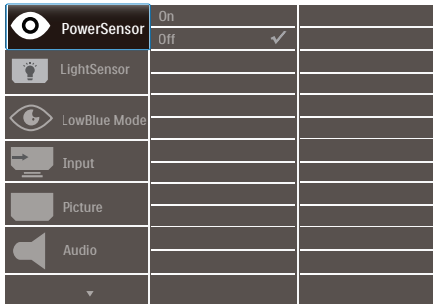 PowerSensor
On
Off
LightSensor
LowBlue Mode
Input
Picture
Audio